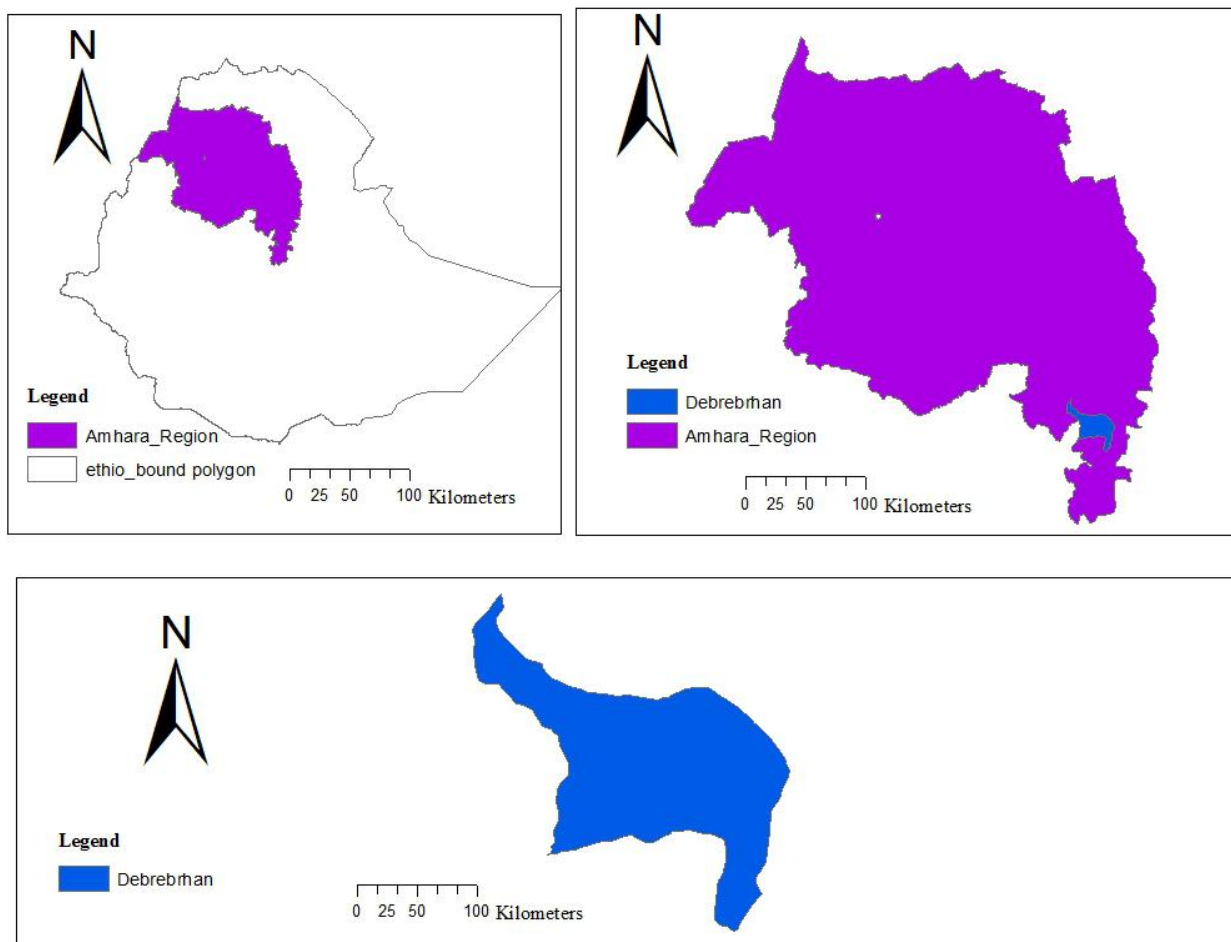 N
Legend
Amhara_Region
ethio_bound polygon
0 25 50 100 Kilometers
N
Legend
Debrebrhan
Amhara_Region
0 25 50 100 Kilometers
N
Legend
Debrebrhan
0 25 50 100 Kilometers